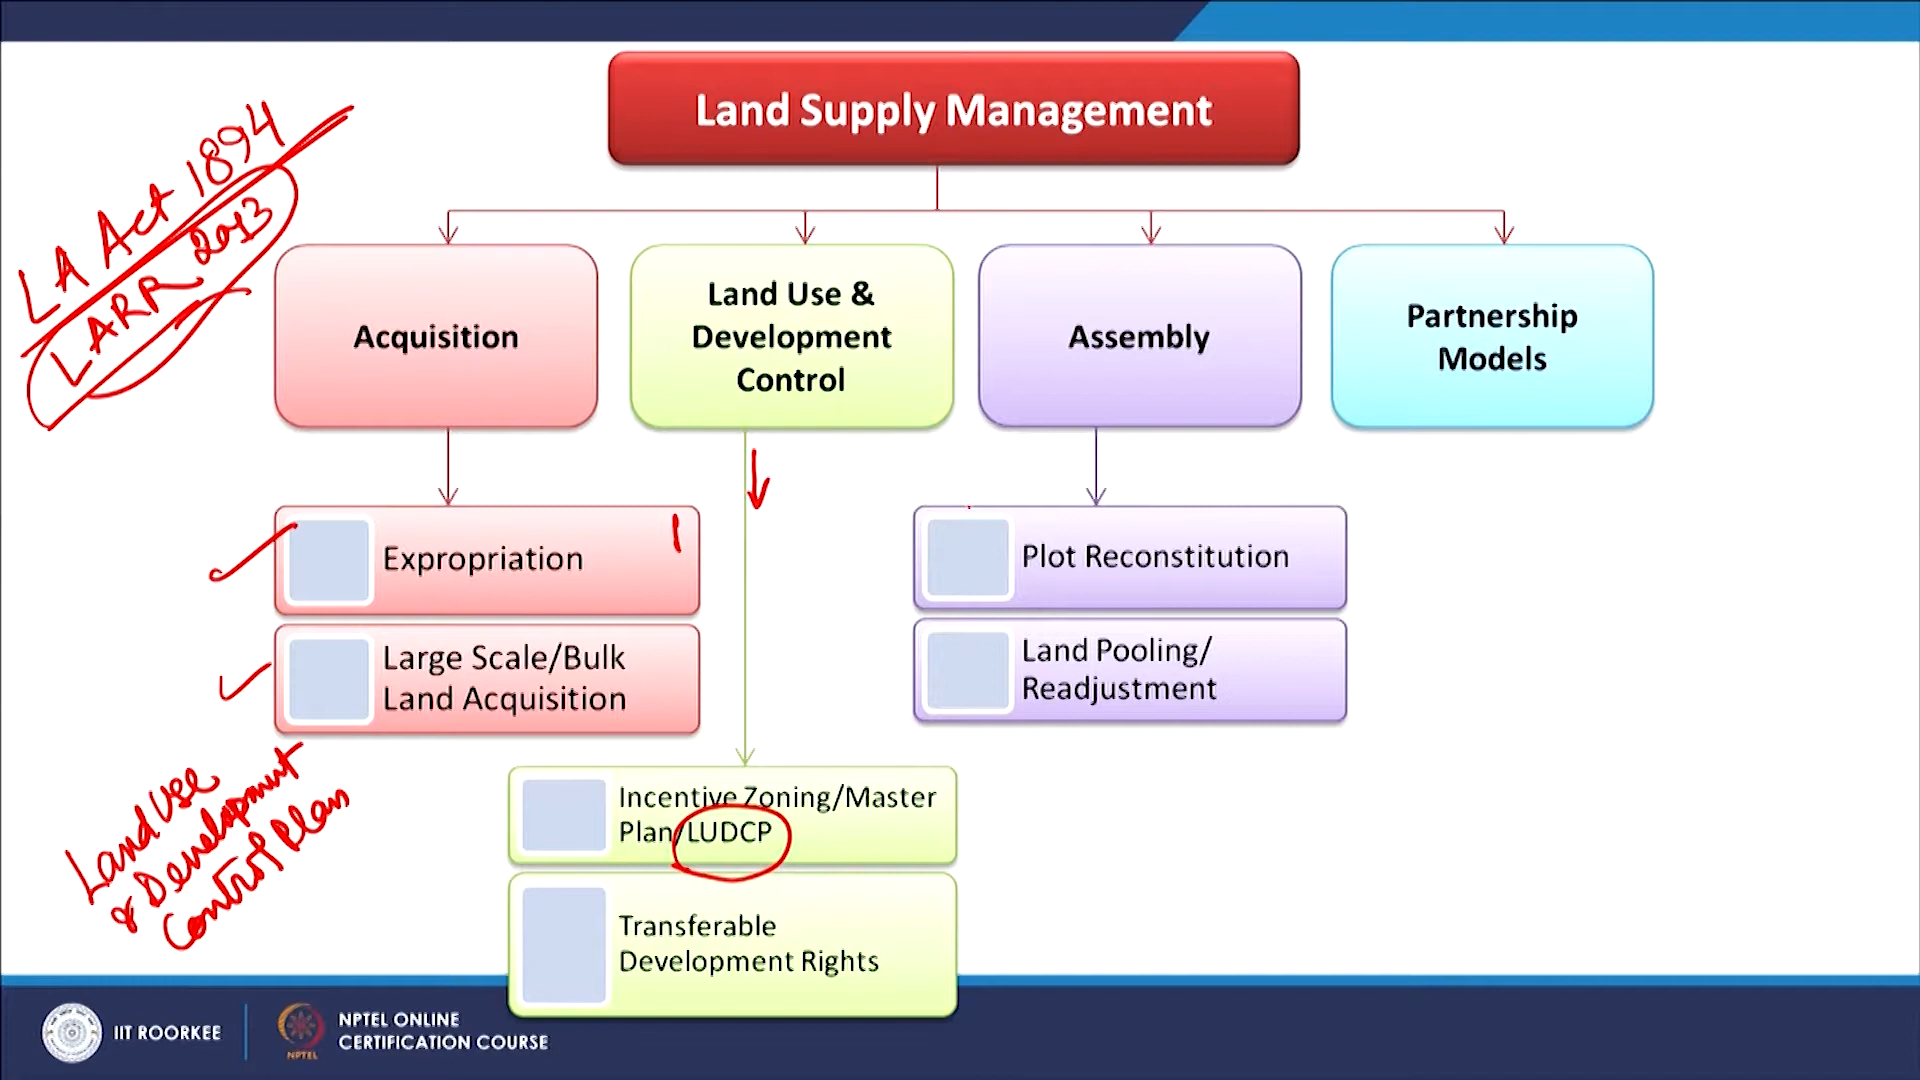 Land Supply Management
LA Act 1894
LARR 2013
Acquisition
Land Use &
Development
Control
Assembly
Partnership
Models
Expropriation
Large Scale/Bulk
Land Acquisition
Plot Reconstitution
Land Pooling/
Readjustment
Land Use
& Development
Control Plan
Incentive Zoning/Master
Plan/LUDCP
Transferable
Development Rights
IIT ROORKEE
NPTEL
NPTEL ONLINE
CERTIFICATION COURSE